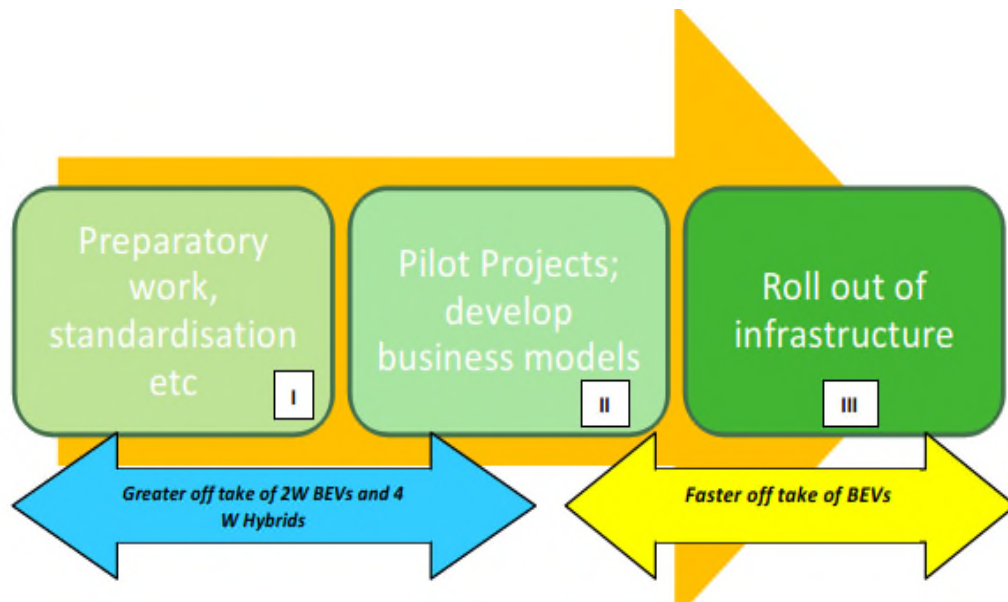 Preparatory
work,
standardisation
etc
I
Pilot Projects;
develop
business models
II
Roll out of
infrastructure
III
Greater off take of 2W BEVs and 4
W Hybrids
Faster off take of BEVs